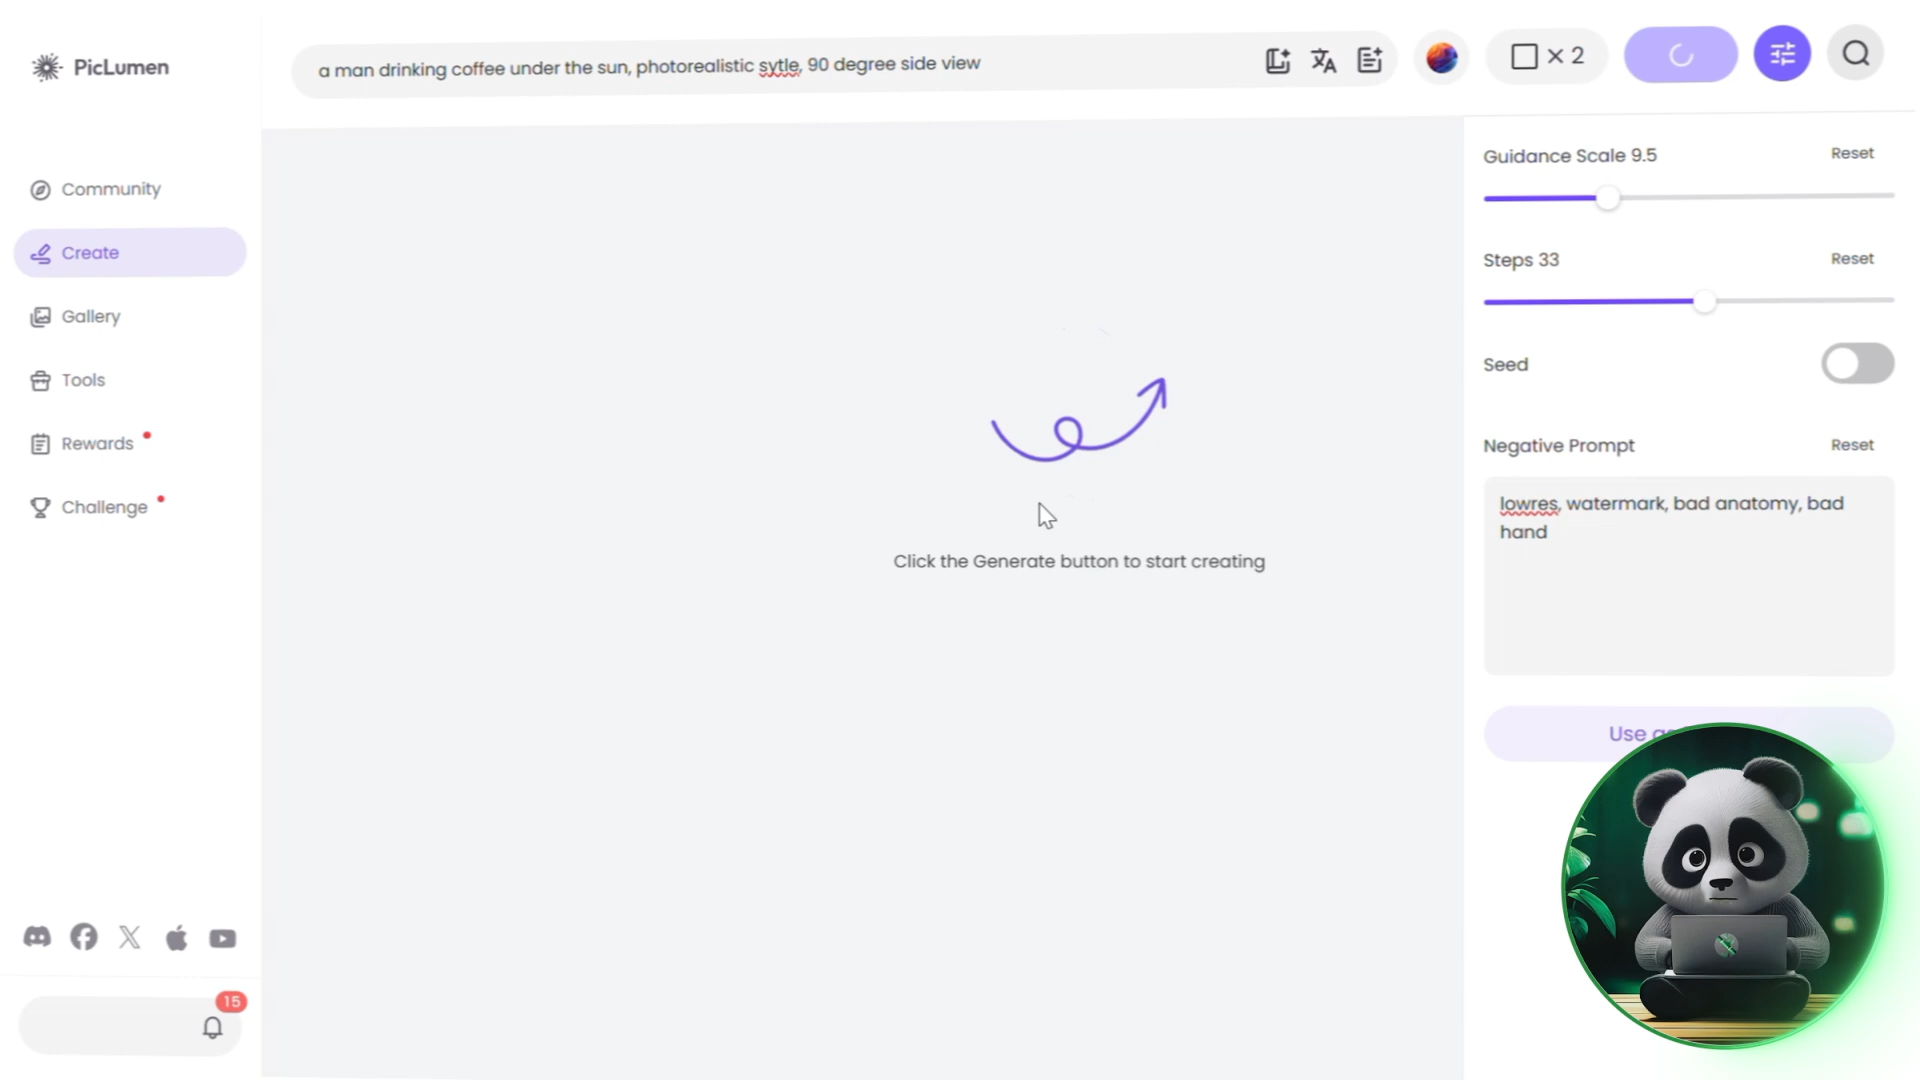 PicLumen
a man drinking coffee under the sun, photorealistic sytle, 90 degree side view
× 2
Community
Create
Gallery
Tools
Rewards
Challenge
15
Click the Generate button to start creating
Guidance Scale 9.5
Reset
Steps 33
Reset
Seed
Negative Prompt
Reset
lowres, watermark, bad anatomy, bad
hand
Use